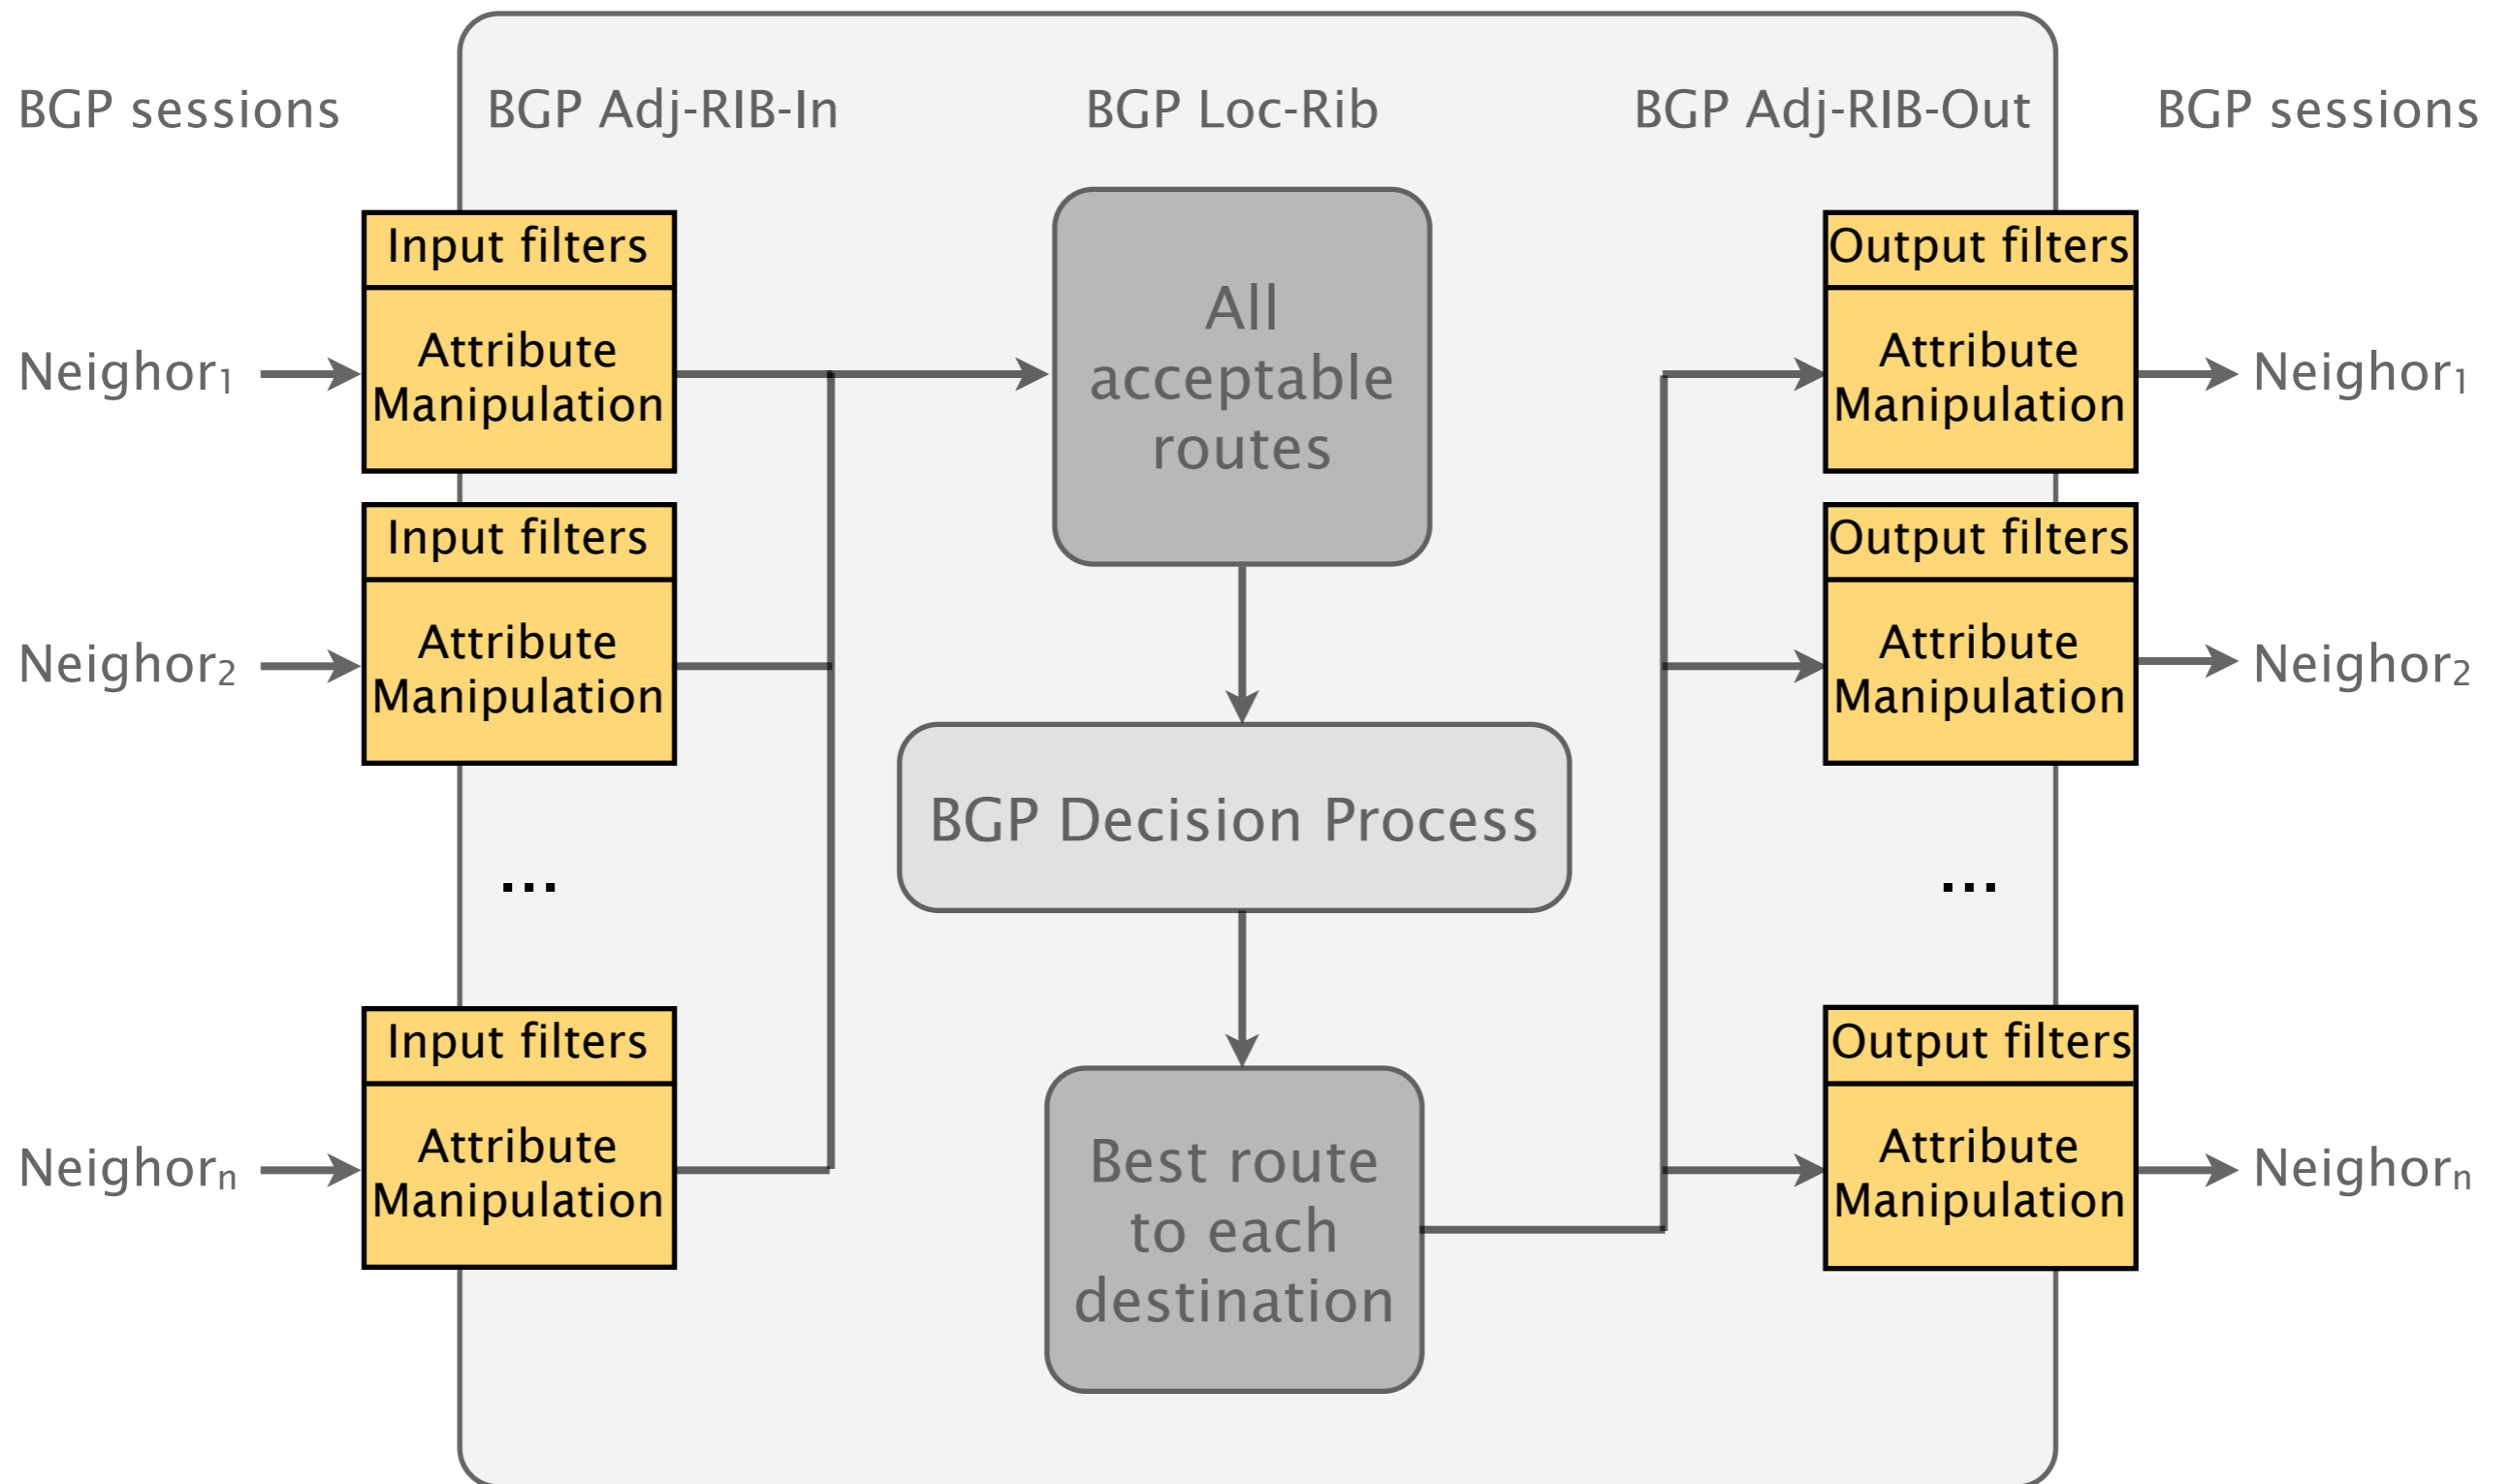 BGP sessions
BGP Adj-RIB-In
BGP Loc-Rib
BGP Adj-RIB-Out
BGP sessions
Input filters
Attribute
Manipulation
Neighor1
Input filters
Attribute
Manipulation
Neighor2
...
Input filters
Attribute
Manipulation
Neighorn
All
acceptable
routes
BGP Decision Process
Best route
to each
destination
Output filters
Attribute
Manipulation
Neighor1
Output filters
Attribute
Manipulation
Neighor2
...
Output filters
Attribute
Manipulation
Neighorn